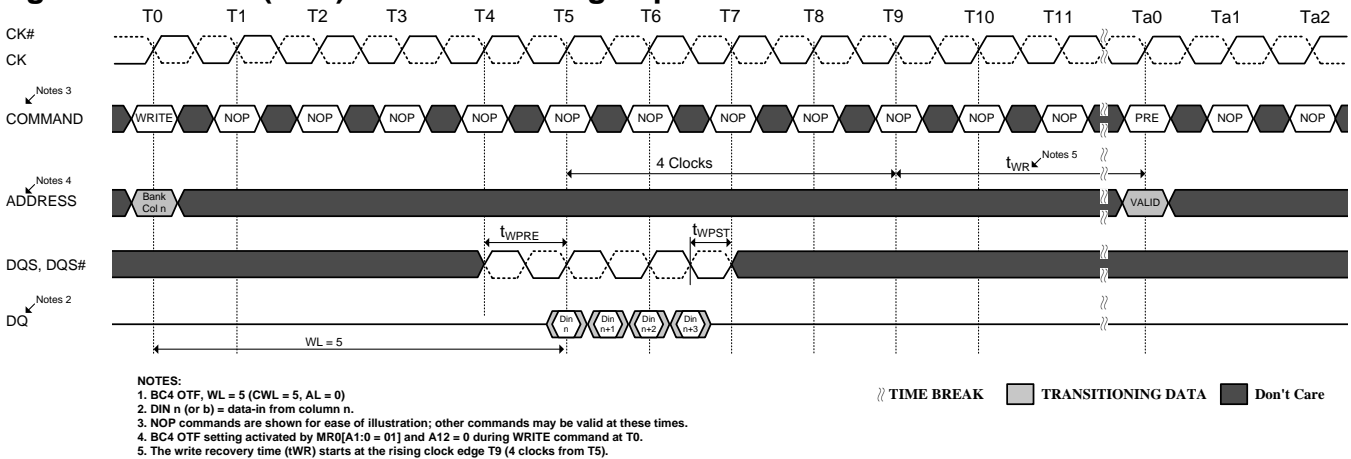 T0 T1 T2 T3 T4 T5 T6 T7 T8 T9 T10 T11 Ta0 Ta1 Ta2
CK#
CK
Notes 3
COMMAND WRITE NOP NOP NOP NOP NOP NOP NOP NOP NOP NOP NOP PRE NOP NOP
4 Clocks tWR Notes 5
Notes 4
ADDRESS Bank Col n VALID
tWPRE tWPST
DQS, DQS#
Notes 2
DQ Din n Din n+1 Din n+2 Din n+3
WL = 5
NOTES:
1. BC4 OTF, WL = 5 (CWL = 5, AL = 0)
2. DIN n (or b) = data-in from column n.
3. NOP commands are shown for ease of illustration; other commands may be valid at these times.
4. BC4 OTF setting activated by MR0[A1:0 = 01] and A12 = 0 during WRITE command at T0.
5. The write recovery time (tWR) starts at the rising clock edge T9 (4 clocks from T5).
TIME BREAK TRANSITIONING DATA Don't Care